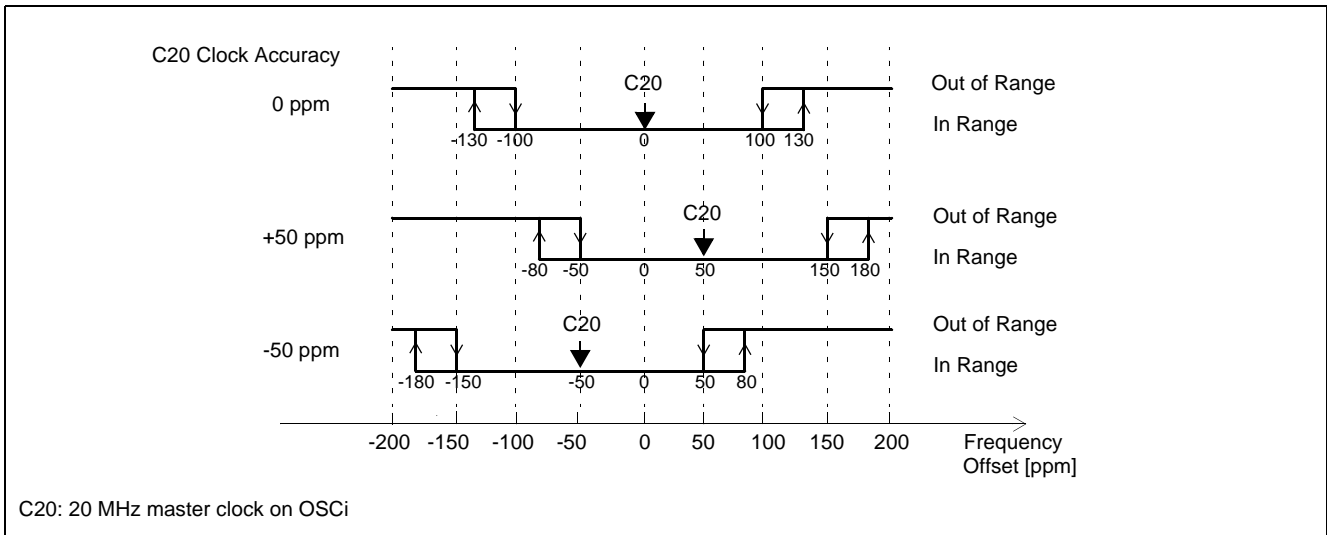 C20 Clock Accuracy
0 ppm
C20
Out of Range
In Range
-130 -100 0 100 130
+50 ppm
C20
Out of Range
In Range
-80 -50 0 50 150 180
-50 ppm
C20
Out of Range
In Range
-180 -150 -50 0 50 80
-200 -150 -100 -50 0 50 100 150 200
Frequency
Offset [ppm]
C20: 20 MHz master clock on OSCi